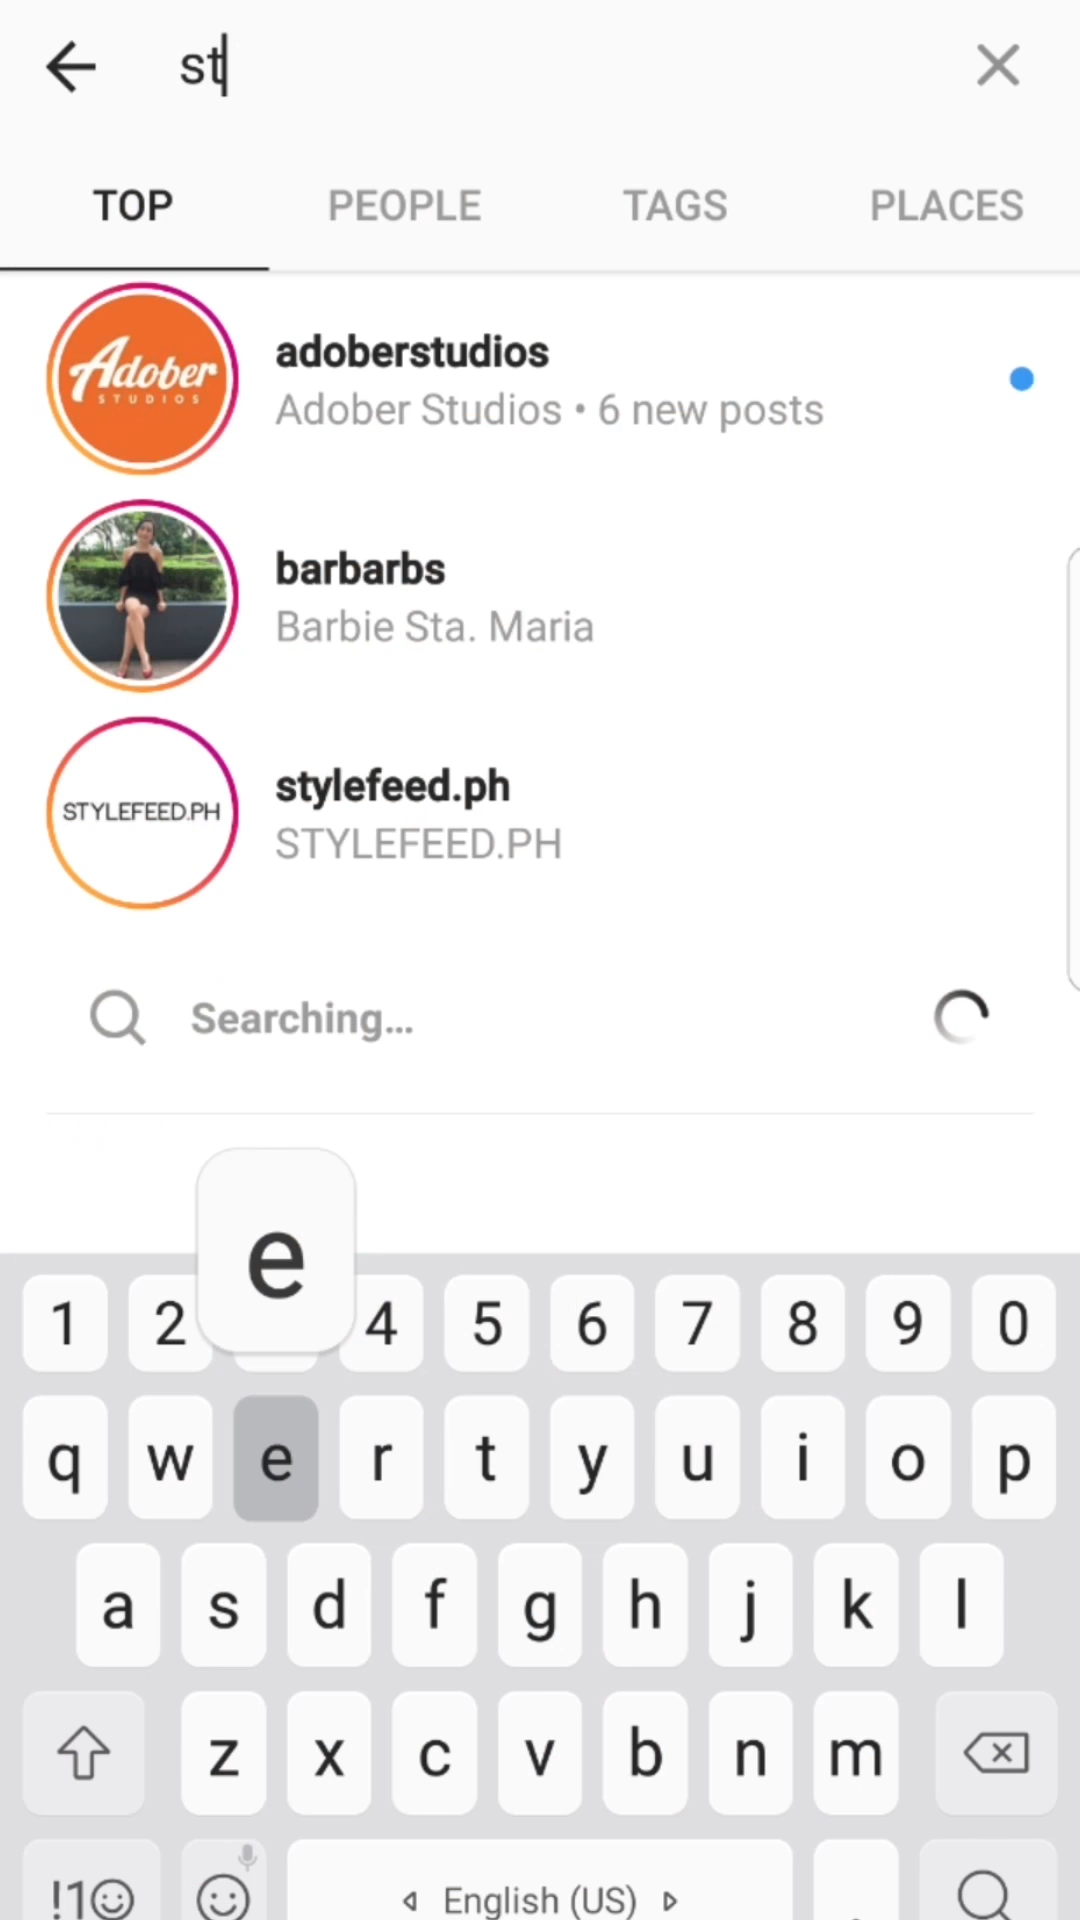 st
TOP PEOPLE TAGS PLACES
Adober
STUDIOS
adoberstudios
Adober Studios • 6 new posts
barbarbs
Barbie Sta. Maria
STYLEFEED.PH
stylefeed.ph
STYLEFEED.PH
Searching...
e
1 2 4 5 6 7 8 9 0
q w e r t y u i o p
a s d f g h j k l
z x c v b n m
!1☺ English (US) .